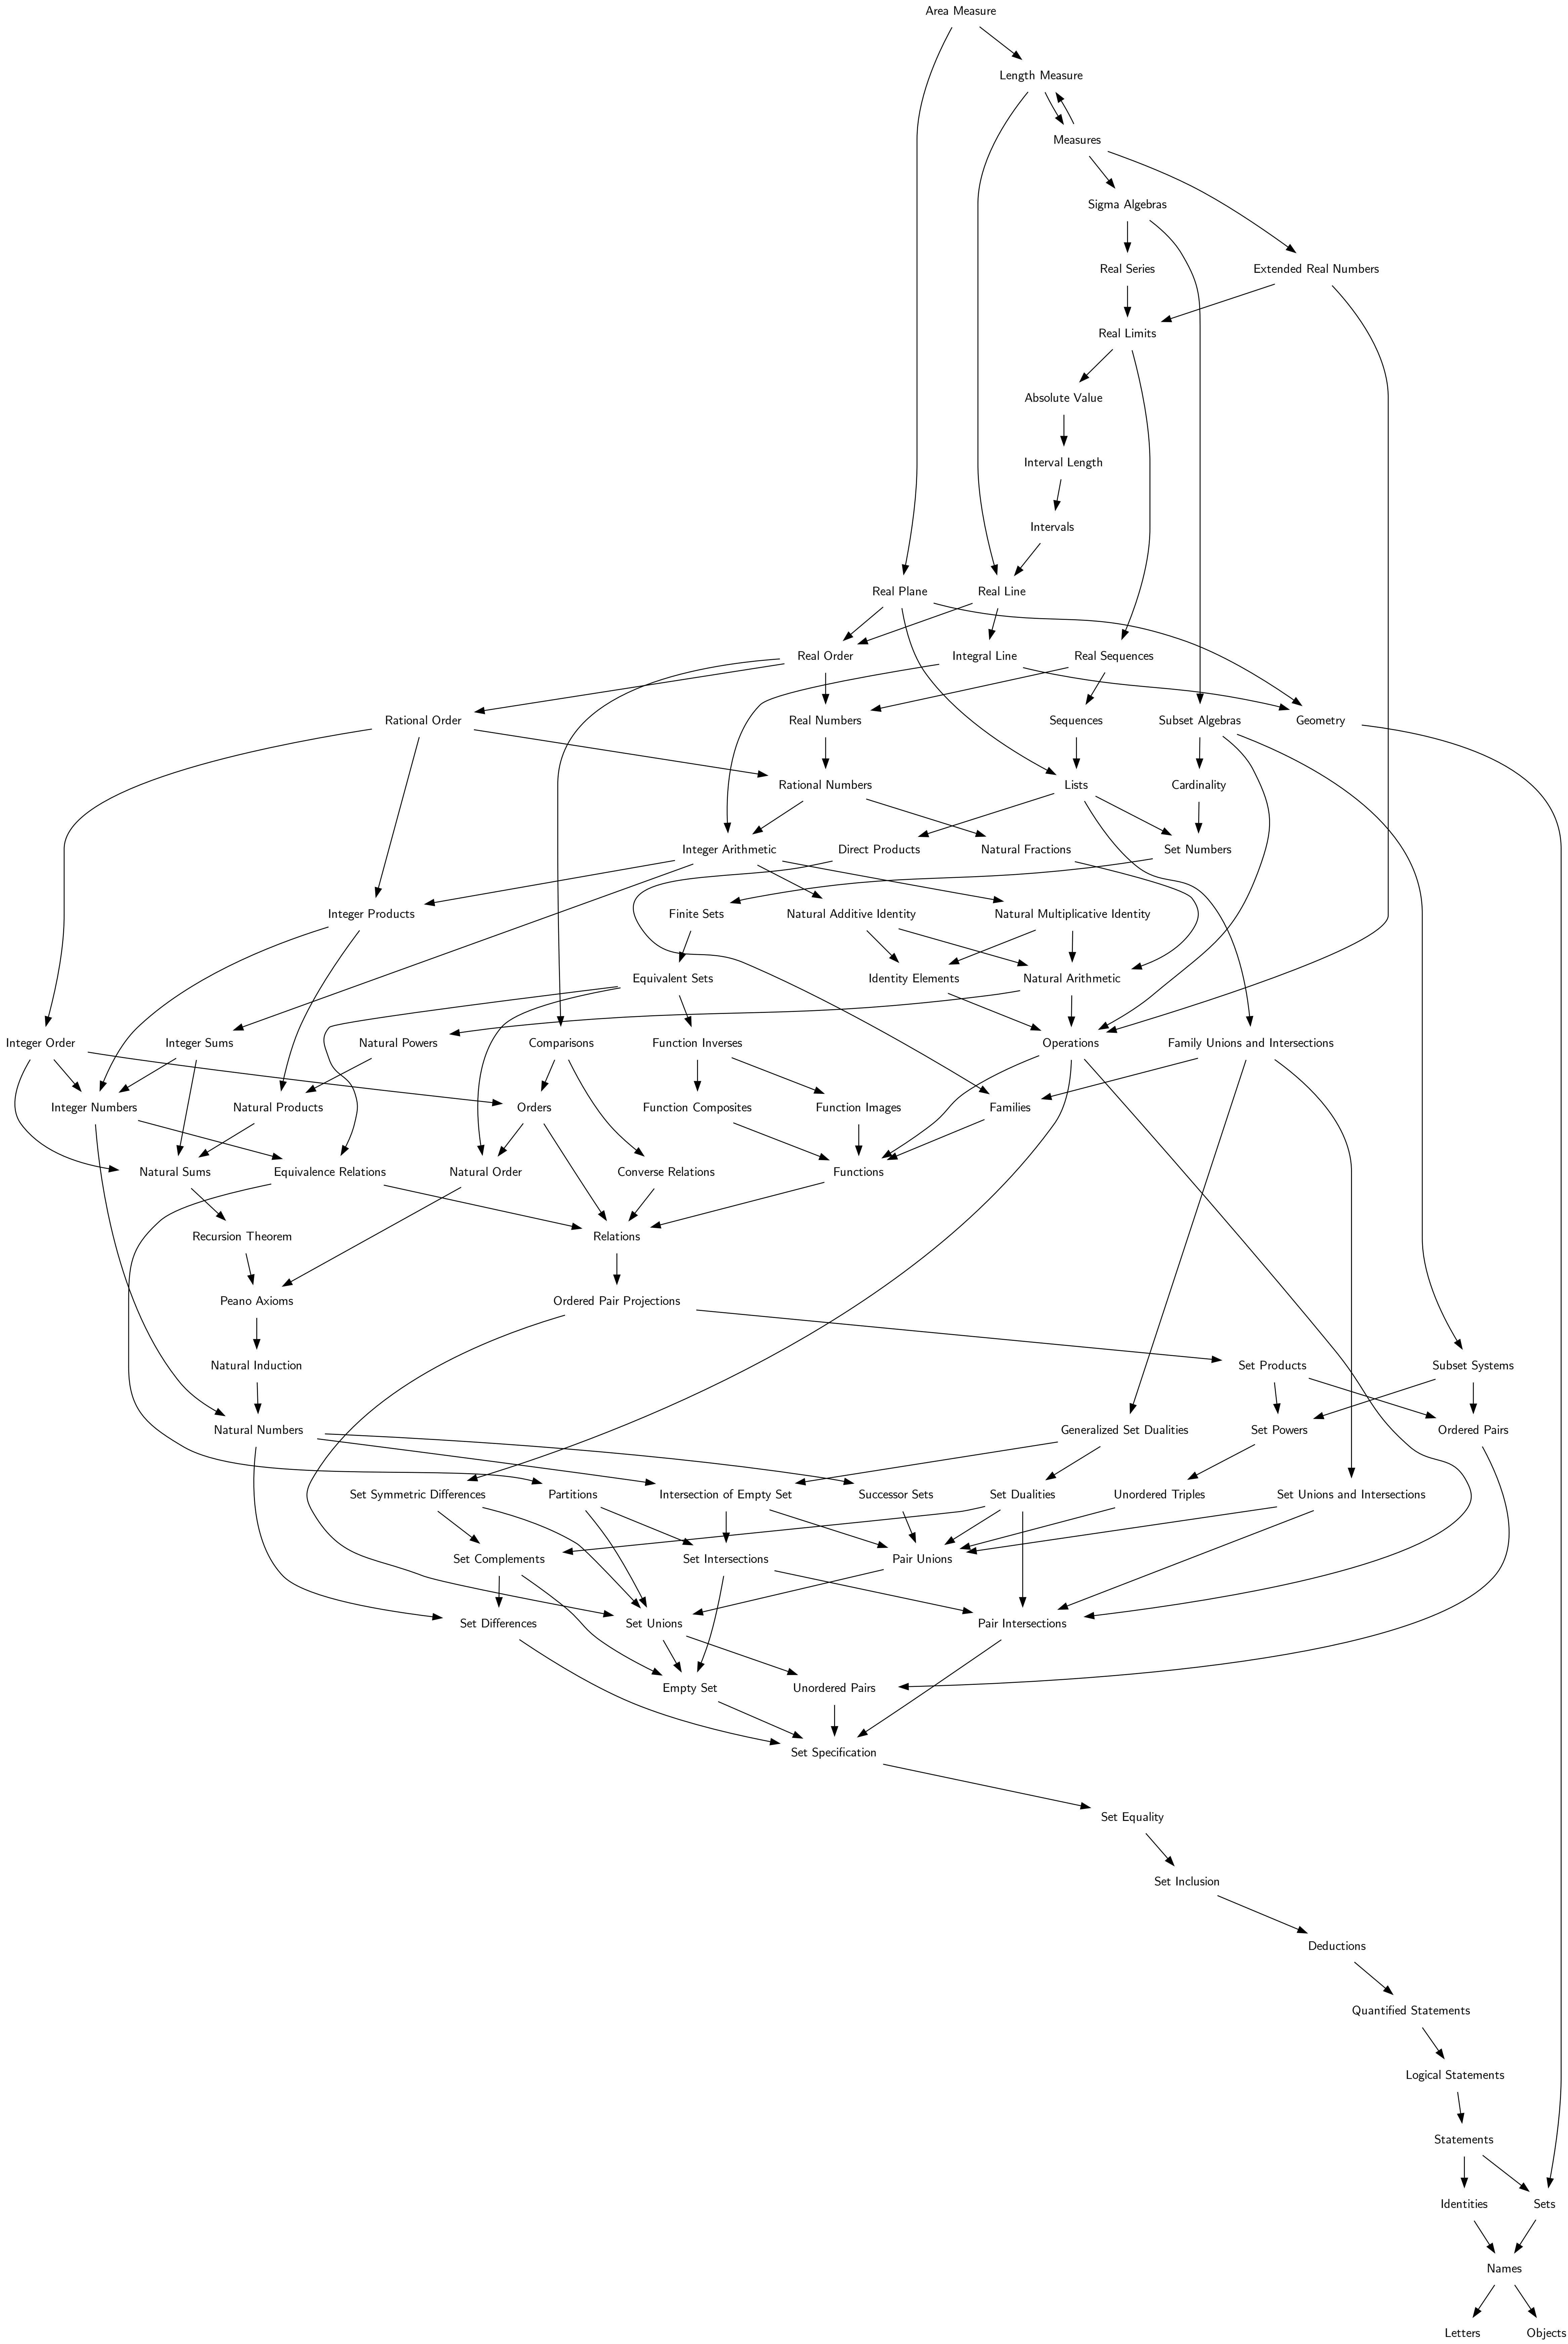 Area Measure
Length Measure
Measures
Sigma Algebras
Real Series
Extended Real Numbers
Real Limits
Absolute Value
Interval Length
Intervals
Real Plane
Real Line
Real Order
Integral Line
Real Sequences
Rational Order
Real Numbers
Sequences
Subset Algebras
Geometry
Rational Numbers
Lists
Cardinality
Integer Arithmetic
Direct Products
Natural Fractions
Set Numbers
Integer Products
Finite Sets
Natural Additive Identity
Natural Multiplicative Identity
Equivalent Sets
Identity Elements
Natural Arithmetic
Integer Order
Integer Sums
Natural Powers
Comparisons
Function Inverses
Operations
Family Unions and Intersections
Integer Numbers
Natural Products
Orders
Function Composites
Function Images
Families
Natural Sums
Equivalence Relations
Natural Order
Converse Relations
Functions
Recursion Theorem
Relations
Peano Axioms
Ordered Pair Projections
Natural Induction
Set Products
Subset Systems
Natural Numbers
Generalized Set Dualities
Set Powers
Ordered Pairs
Set Symmetric Differences
Partitions
Intersection of Empty Set
Successor Sets
Set Dualities
Unordered Triples
Set Unions and Intersections
Set Complements
Set Intersections
Pair Unions
Set Differences
Set Unions
Pair Intersections
Empty Set
Unordered Pairs
Set Specification
Set Equality
Set Inclusion
Deductions
Quantified Statements
Logical Statements
Statements
Identities
Sets
Names
Letters
Objects